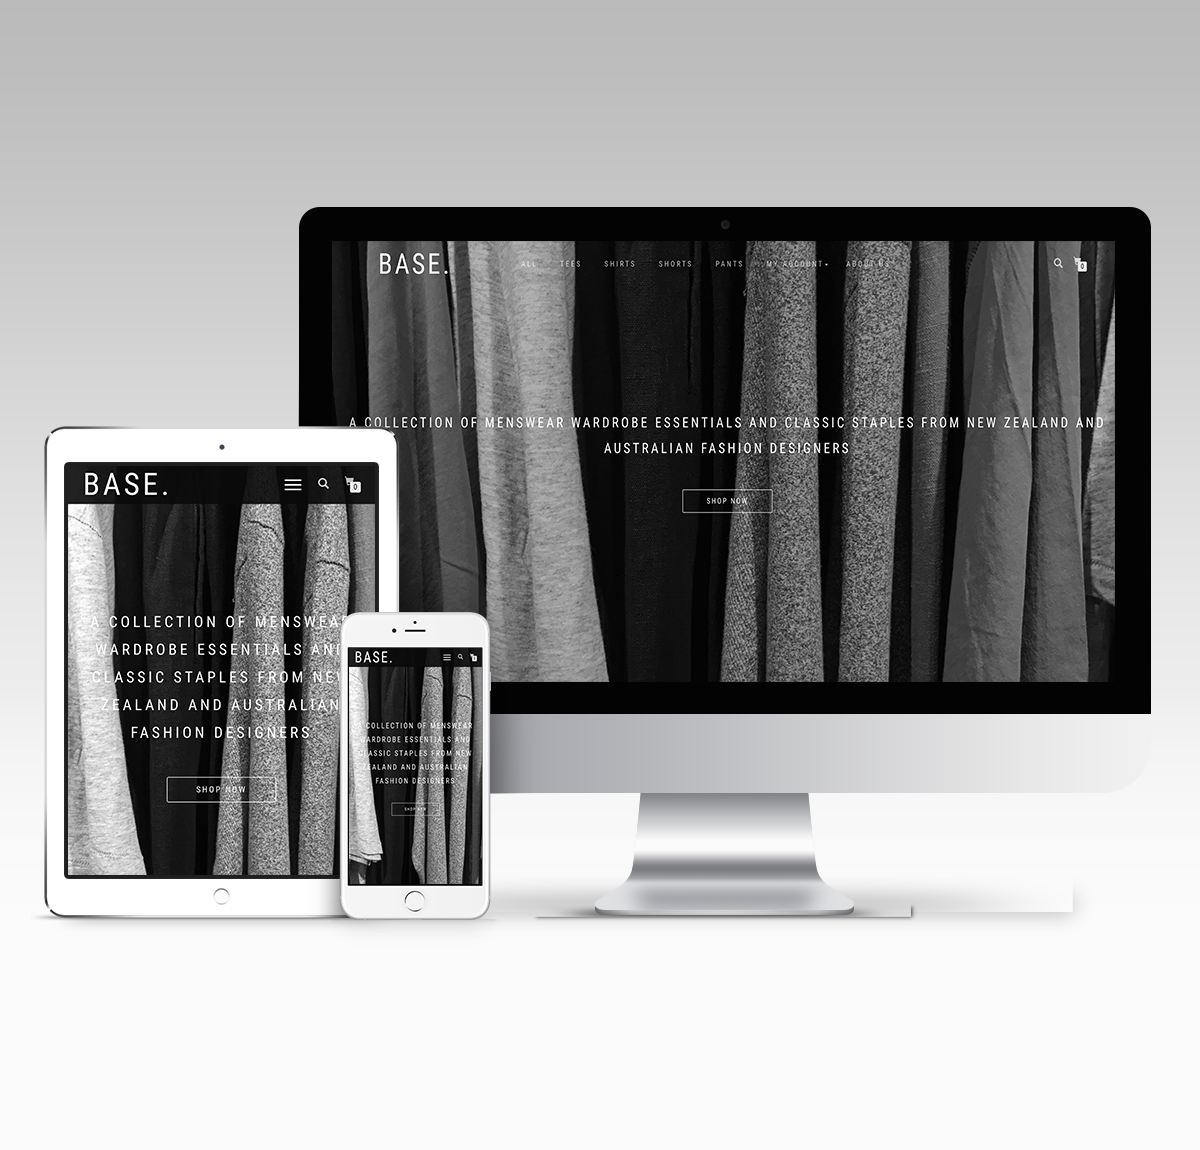 BASE.
ALL TEES SHIRTS SHORTS PANTS MY ACCOUNT ABOUT US
0
A COLLECTION OF MENSWEAR WARDROBE ESSENTIALS AND CLASSIC STAPLES FROM NEW ZEALAND AND
AUSTRALIAN FASHION DESIGNERS
SHOP NOW
BASE.
0
A COLLECTION OF MENSWEAR
WARDROBE ESSENTIALS AND
CLASSIC STAPLES FROM NEW
ZEALAND AND AUSTRALIAN
FASHION DESIGNERS
SHOP NOW
BASE.
A COLLECTION OF MENSWEAR
WARDROBE ESSENTIALS AND
CLASSIC STAPLES FROM NEW
ZEALAND AND AUSTRALIAN
FASHION DESIGNERS
SHOP NOW